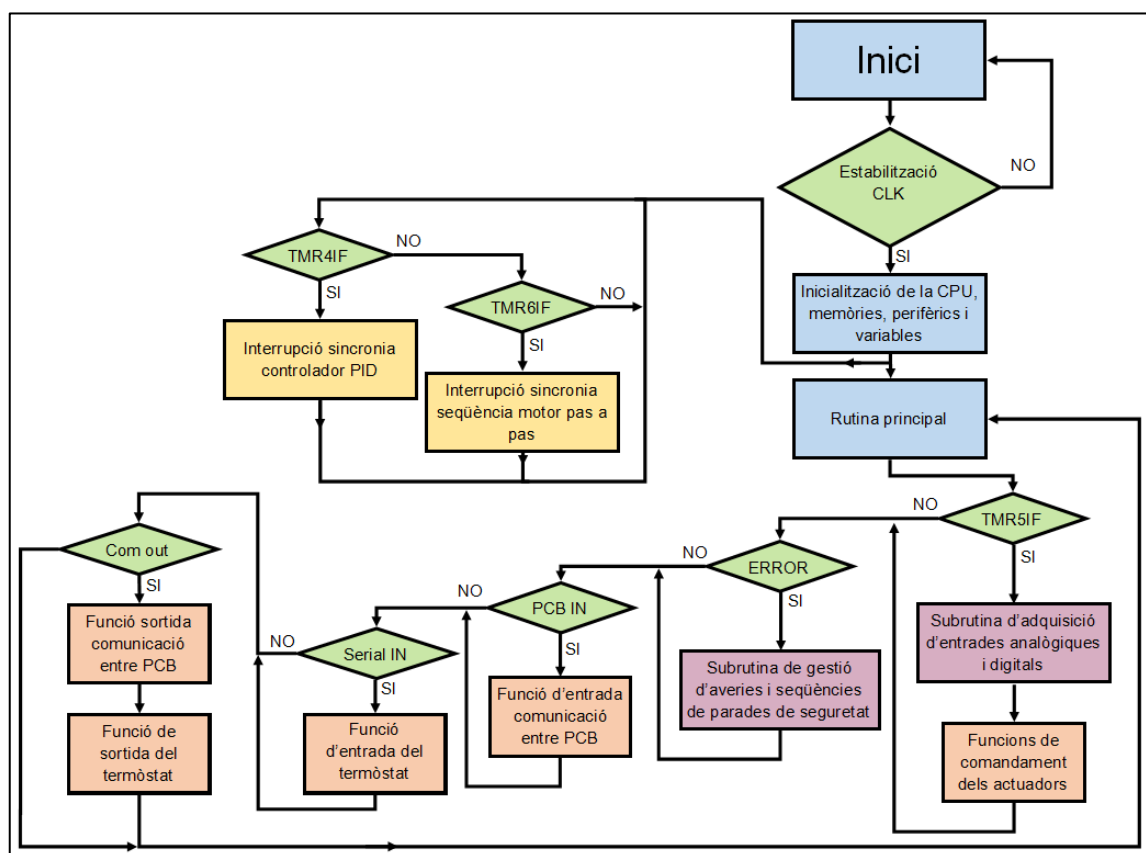 Inici
Estabilització
CLK
NO
SI
Inicialització de la CPU,
memòries, perifèrics i
variables
Rutina principal
TMR4IF
NO
SI
TMR6IF
NO
SI
Interrupció sincronia
controlador PID
Interrupció sincronia
seqüència motor pas a
pas
TMR5IF
NO
SI
Subrutina d’adquisició
d’entrades analògiques
i digitals
Funcions de
comandament
dels actuadors
ERROR
NO
SI
Subrutina de gestió
d’averies i seqüències
de parades de seguretat
PCB IN
NO
SI
Funció d’entrada
comunicació
entre PCB
Serial IN
NO
SI
Funció
d’entrada del
termòstat
Com out
SI
Funció sortida
comunicació
entre PCB
Funció de
sortida del
termòstat